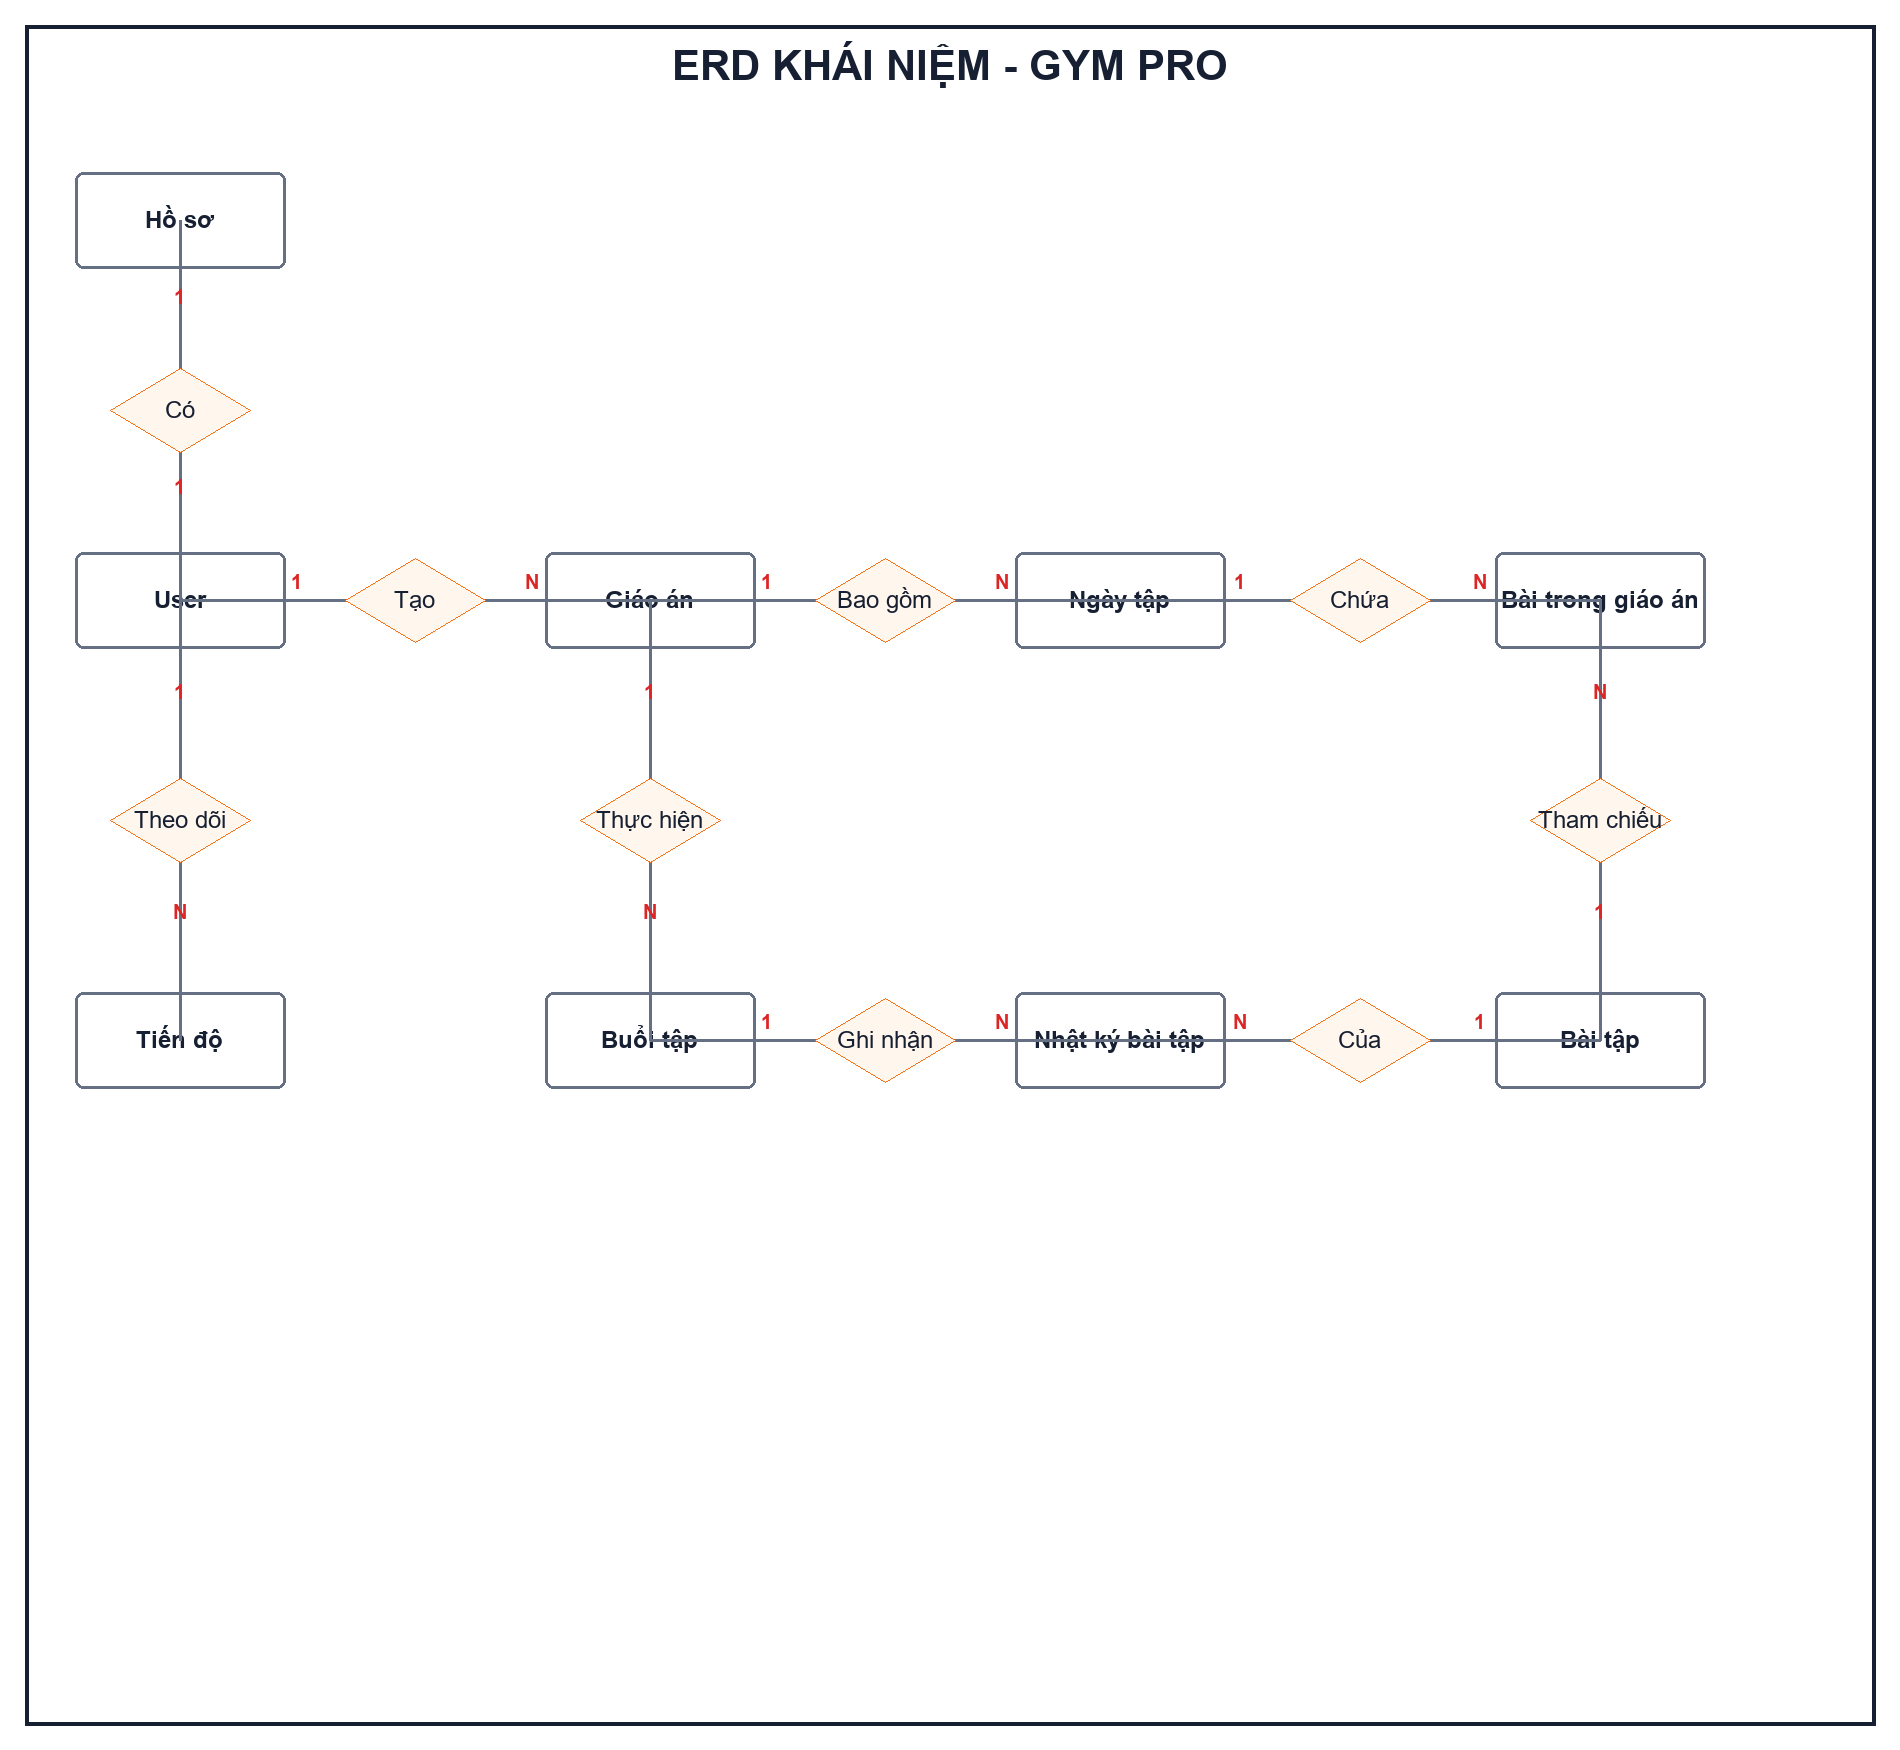 ERD KHÁI NIỆM - GYM PRO
Hồ sơ
1
Có
1
User
1
Tạo
N
Giáo án
1
Bao gồm
N
Ngày tập
1
Chứa
N
Bài trong giáo án
1
1
N
Theo dõi
Thực hiện
Tham chiếu
N
N
1
Tiến độ
Buổi tập
1
Ghi nhận
N
Nhật ký bài tập
N
Của
1
Bài tập